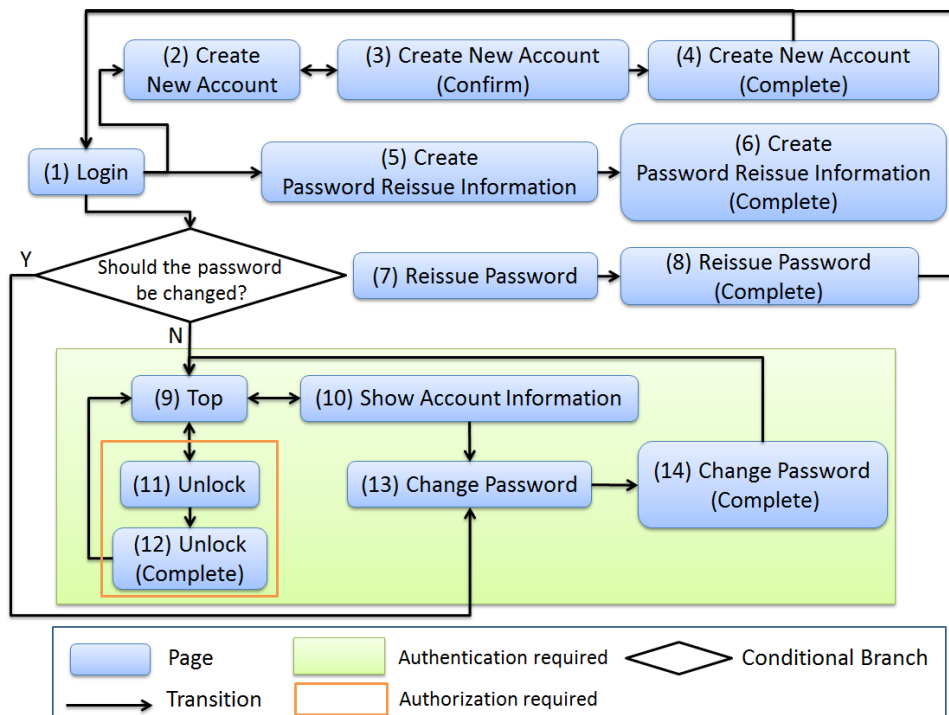 (2) Create
New Account
(3) Create New Account
(Confirm)
(4) Create New Account
(Complete)
(1) Login
(5) Create
Password Reissue Information
(6) Create
Password Reissue Information
(Complete)
Y
Should the password
be changed?
(7) Reissue Password
(8) Reissue Password
(Complete)
N
(9) Top
(10) Show Account Information
(11) Unlock
(13) Change Password
(14) Change Password
(Complete)
(12) Unlock
(Complete)
Page
Authentication required
Conditional Branch
Transition
Authorization required